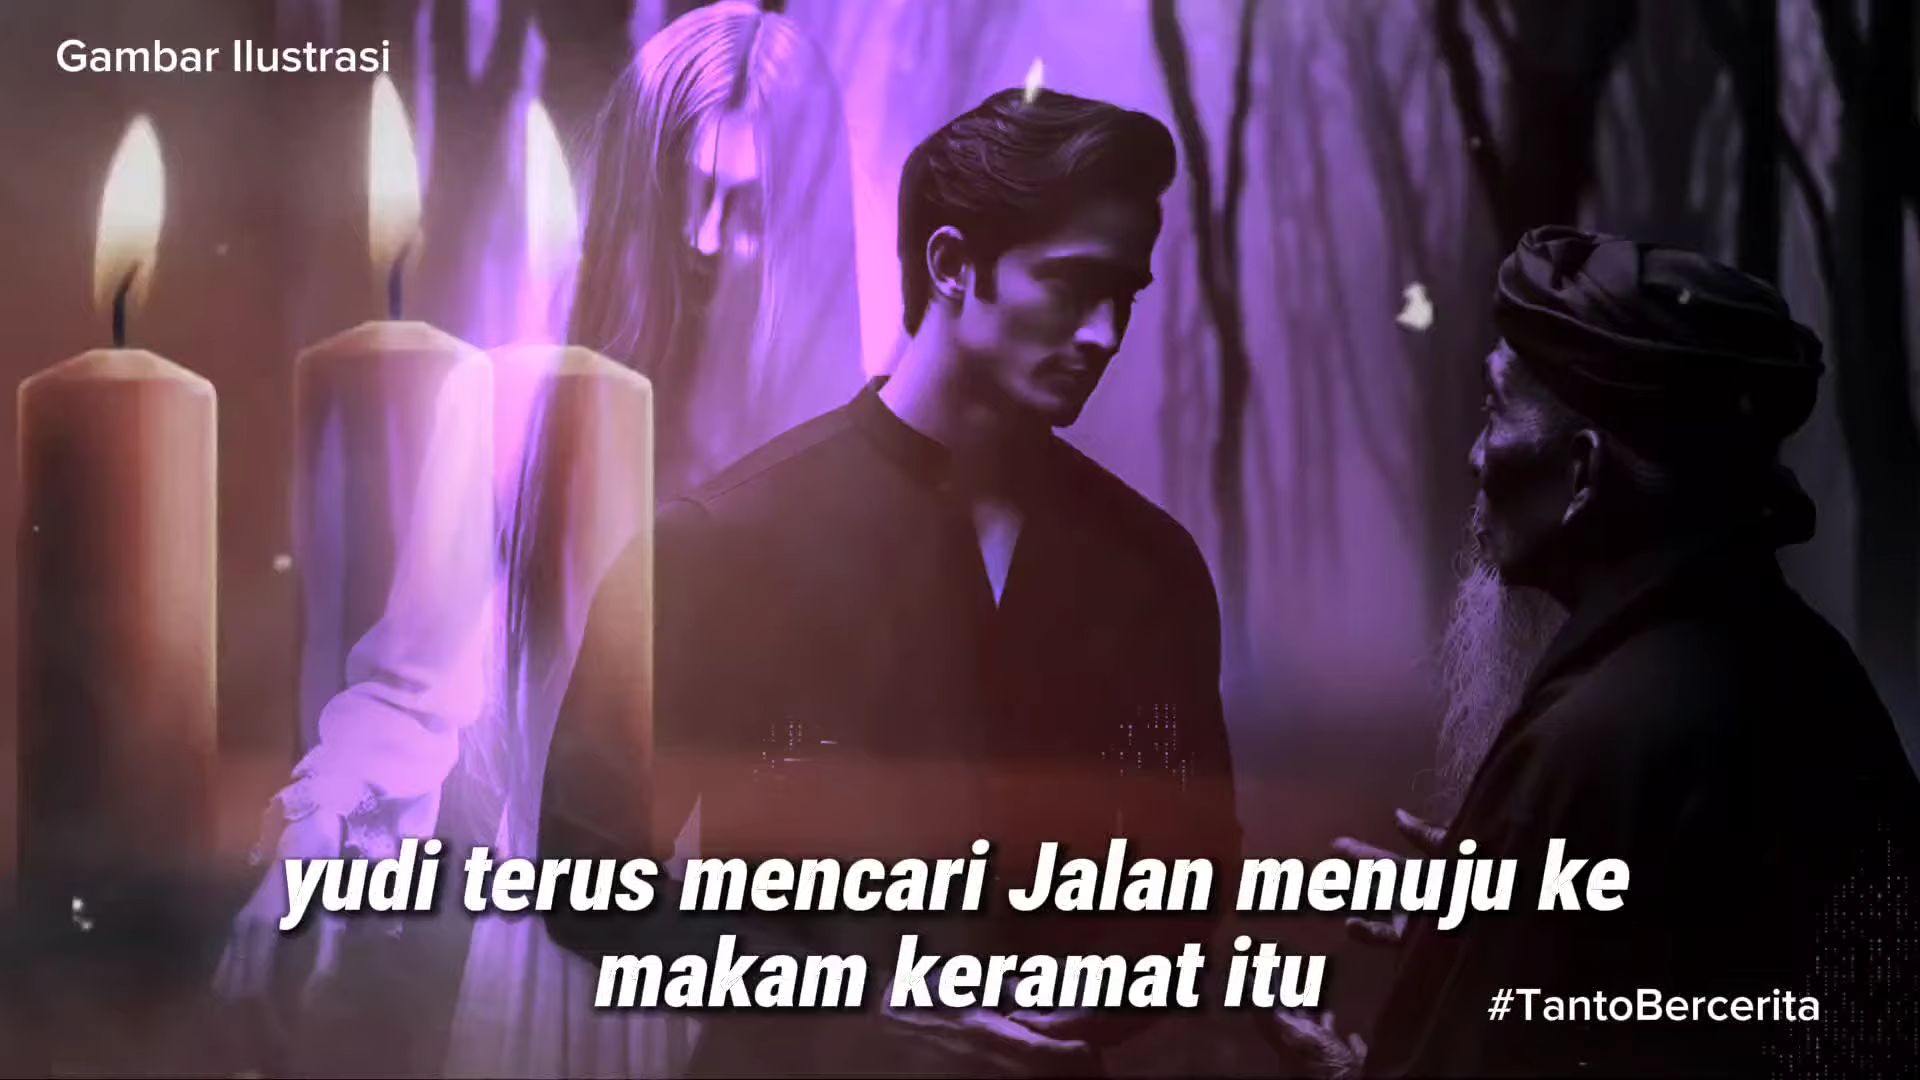 Gambar Ilustrasi
yudi terus mencari Jalan menuju ke
makam keramat itu
#TantoBercerita